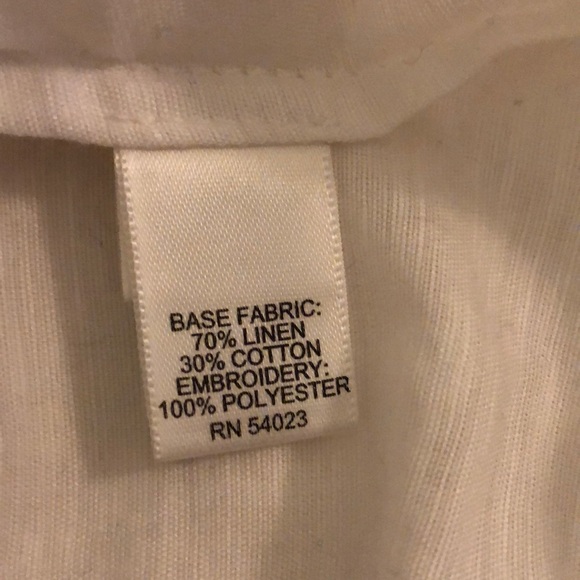 BASE FABRIC:
70% LINEN
30% COTTON
EMBROIDERY:
100% POLYESTER
RN 54023